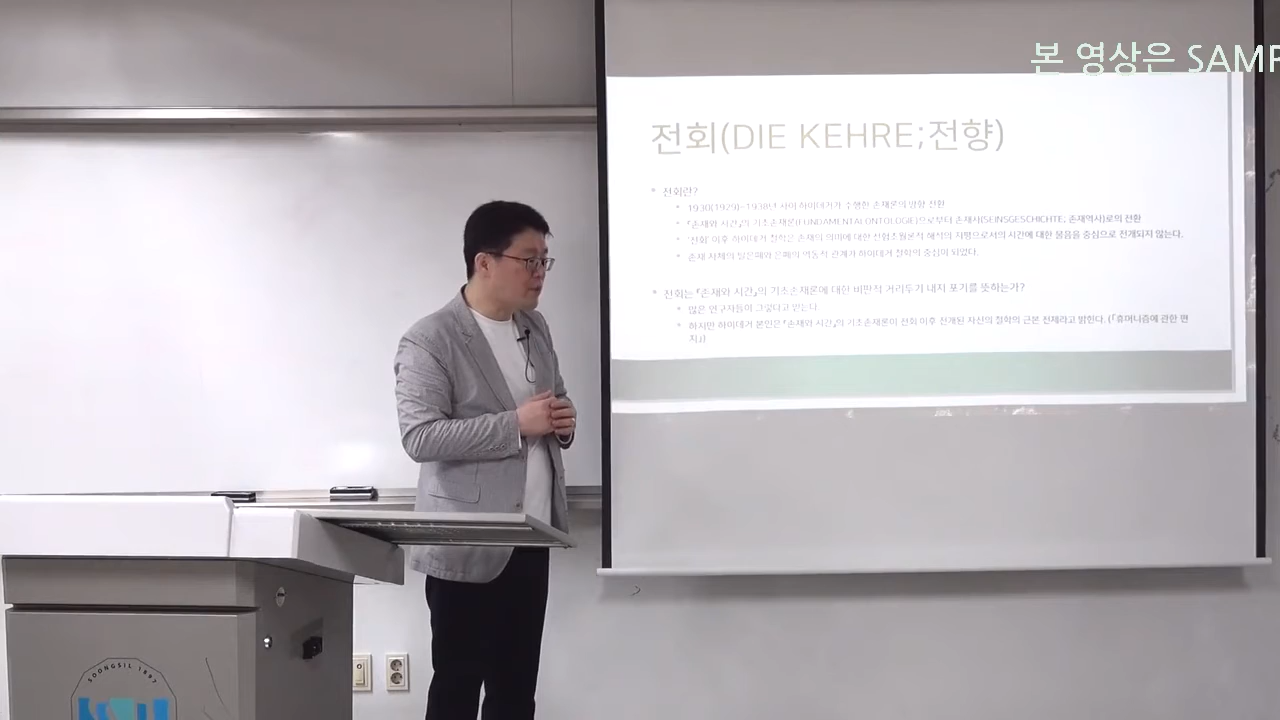 본 영상은 SAMP
전회(DIE KEHRE;전향)
전회란?
1930(1929)-1938년 사이 하이데거가 수행한 존재론의 방향 전환
『존재와 시간』의 기초존재론(FUNDAMENTALONTOLOGIE)으로부터 존재사(SEINSGESCHICHTE; 존재역사)로의 전환
'전회' 이후 하이데거 철학은 존재의 의미에 대한 선험초월론적 해석의 지평으로서의 시간에 대한 물음을 중심으로 전개되지 않는다.
존재 자체의 탈은폐와 은폐의 역동적 관계가 하이데거 철학의 중심이 되었다.
전회는 『존재와 시간』의 기초존재론에 대한 비판적 거리두기 내지 포기를 뜻하는가?
많은 연구자들이 그렇다고 믿는다.
하지만 하이데거 본인은 『존재와 시간』의 기초존재론이 전회 이후 전개된 자신의 철학의 근본 전제라고 밝힌다. (「휴머니즘에 관한 편
지」)
SOONGSIL 1897